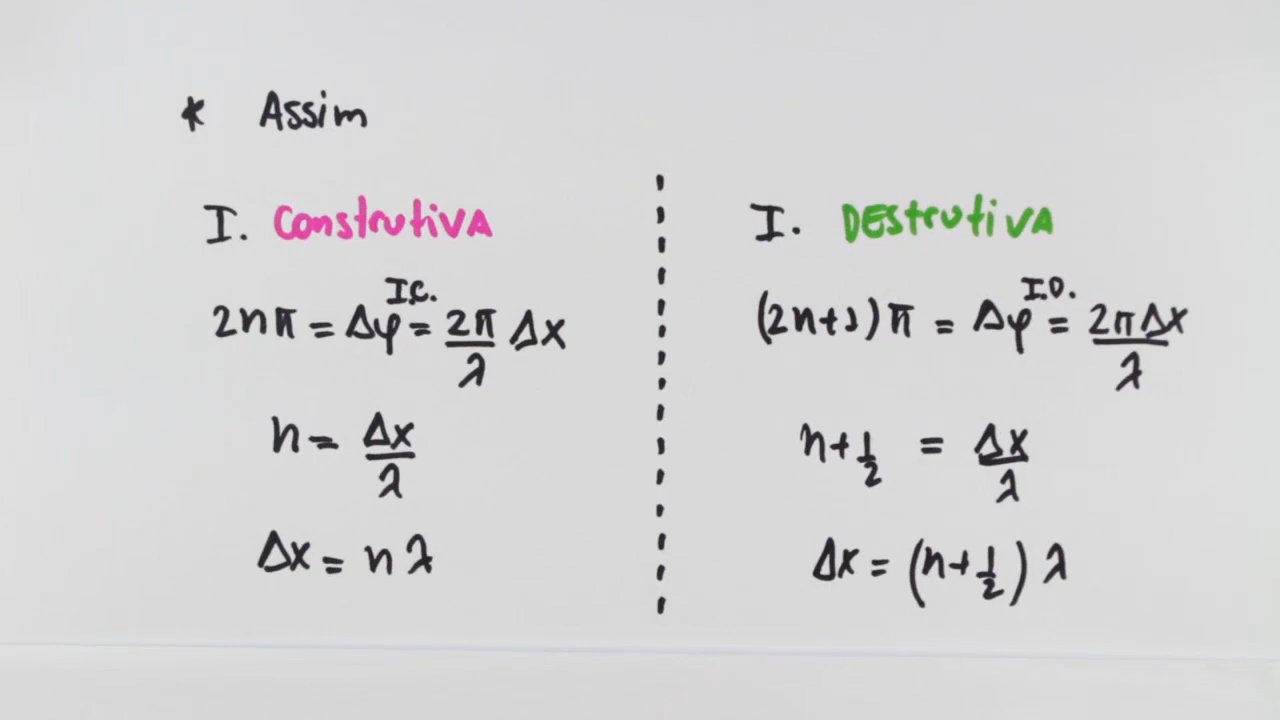 * Assim
I. Construtiva
I.C.
2nπ = Δφ = 2π/λ Δx
n = Δx/λ
Δx = nλ
I. DEstrutiva
I.D.
(2n+1)π = Δφ = 2πΔx/λ
n+1/2 = Δx/λ
Δx = (n+1/2)λ